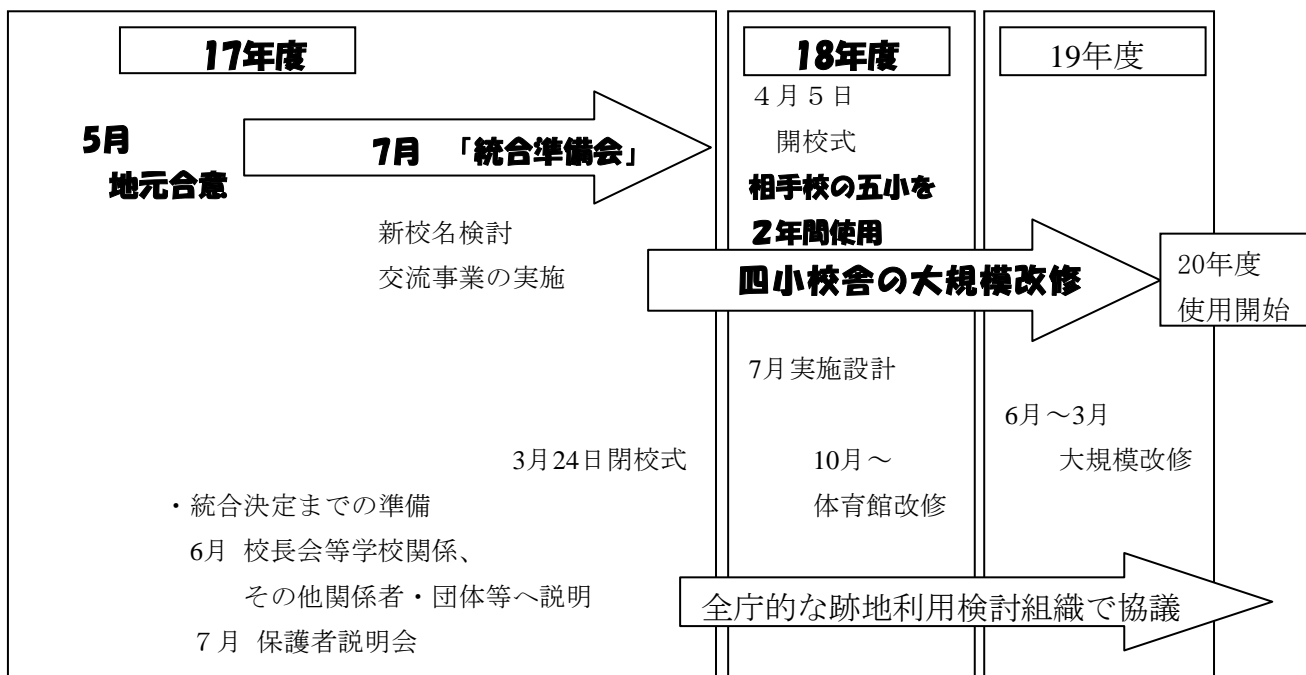 17年度
5月
地元合意
7月 「統合準備会」
新校名検討
交流事業の実施
3月24日閉校式
・統合決定までの準備
6月 校長会等学校関係、
その他関係者・団体等へ説明
７月 保護者説明会
18年度
４月５日
開校式
相手校の五小を
２年間使用
四小校舎の大規模改修
7月実施設計
10月～
体育館改修
19年度
6月～3月
大規模改修
20年度
使用開始
全庁的な跡地利用検討組織で協議